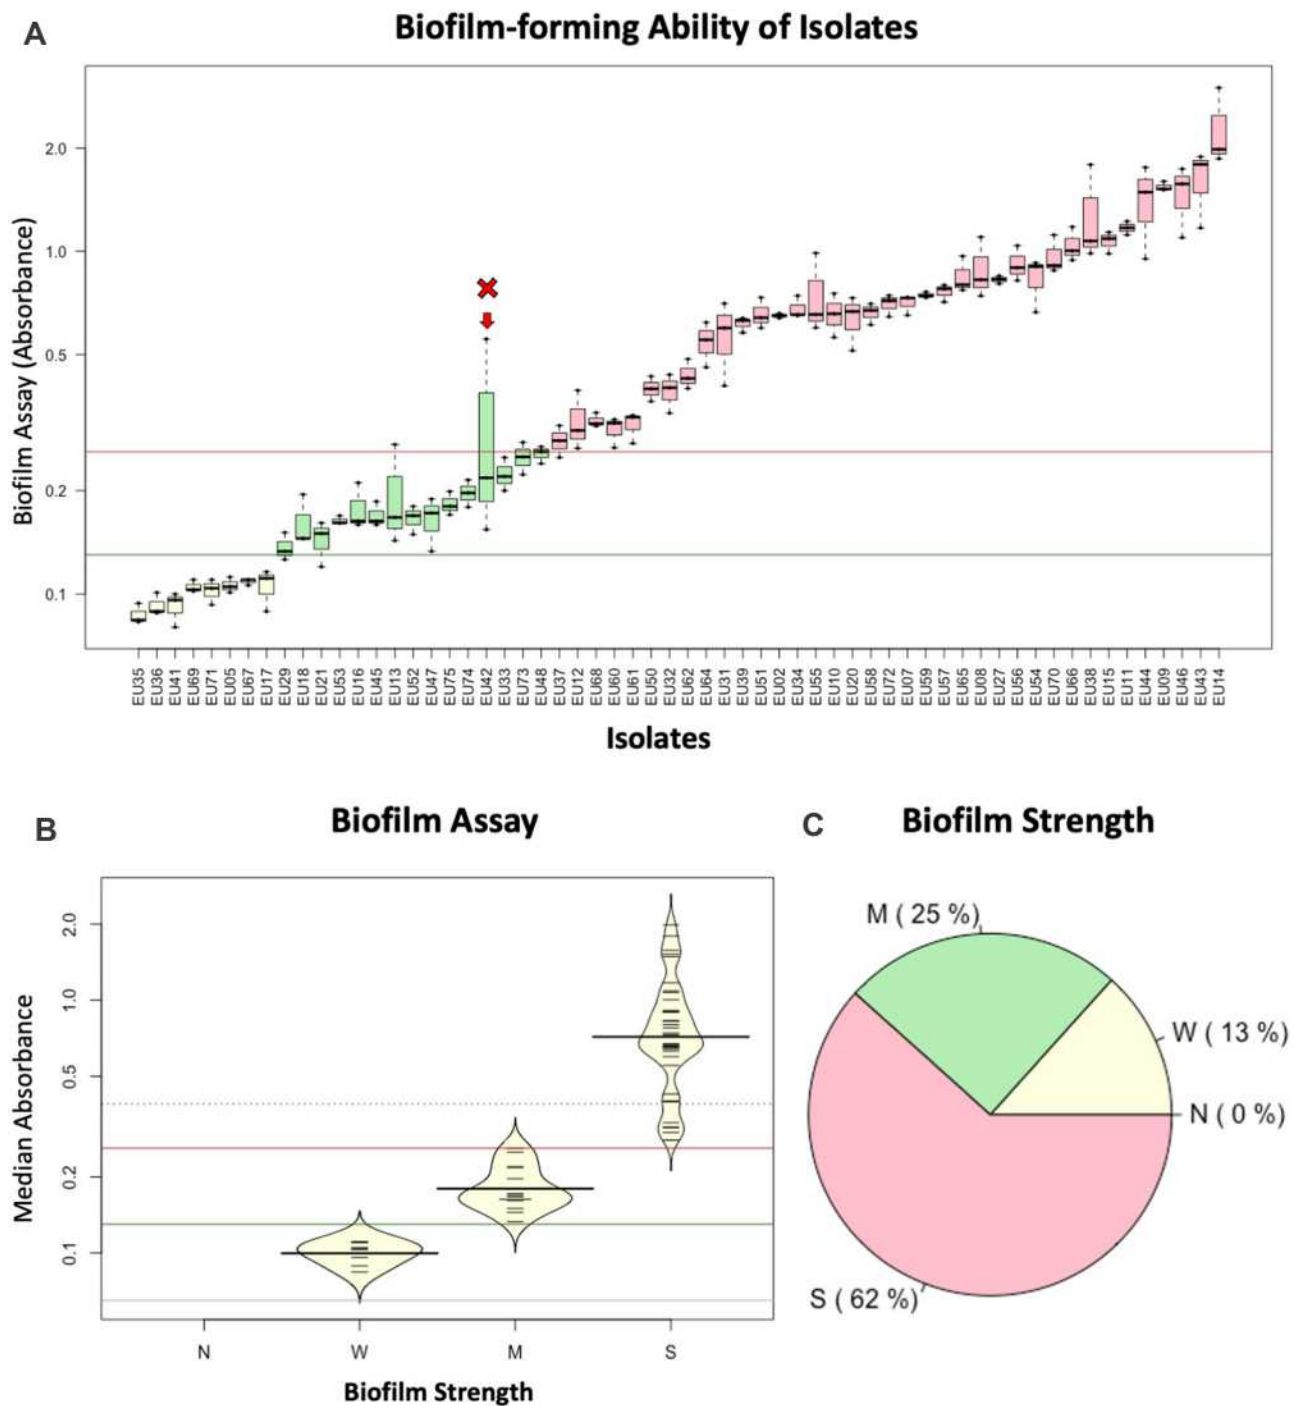 A
Biofilm-forming Ability of Isolates
Biofilm Assay (Absorbance)
2.0
1.0
0.5
0.2
0.1
EU35 EU36 EU41 EU69 EU71 EU05 EU67 EU17 EU29 EU18 EU21 EU53 EU16 EU45 EU13 EU52 EU47 EU75 EU74 EU42 EU33 EU73 EU48 EU37 EU12 EU68 EU60 EU61 EU50 EU32 EU62 EU64 EU31 EU39 EU51 EU02 EU34 EU55 EU10 EU20 EU58 EU72 EU07 EU59 EU57 EU65 EU08 EU27 EU56 EU54 EU70 EU66 EU38 EU15 EU11 EU44 EU09 EU46 EU43 EU14
Isolates
B
Biofilm Assay
Median Absorbance
2.0
1.0
0.5
0.2
0.1
N W M S
Biofilm Strength
C
Biofilm Strength
M ( 25 %)
W ( 13 %)
N ( 0 %)
S ( 62 %)